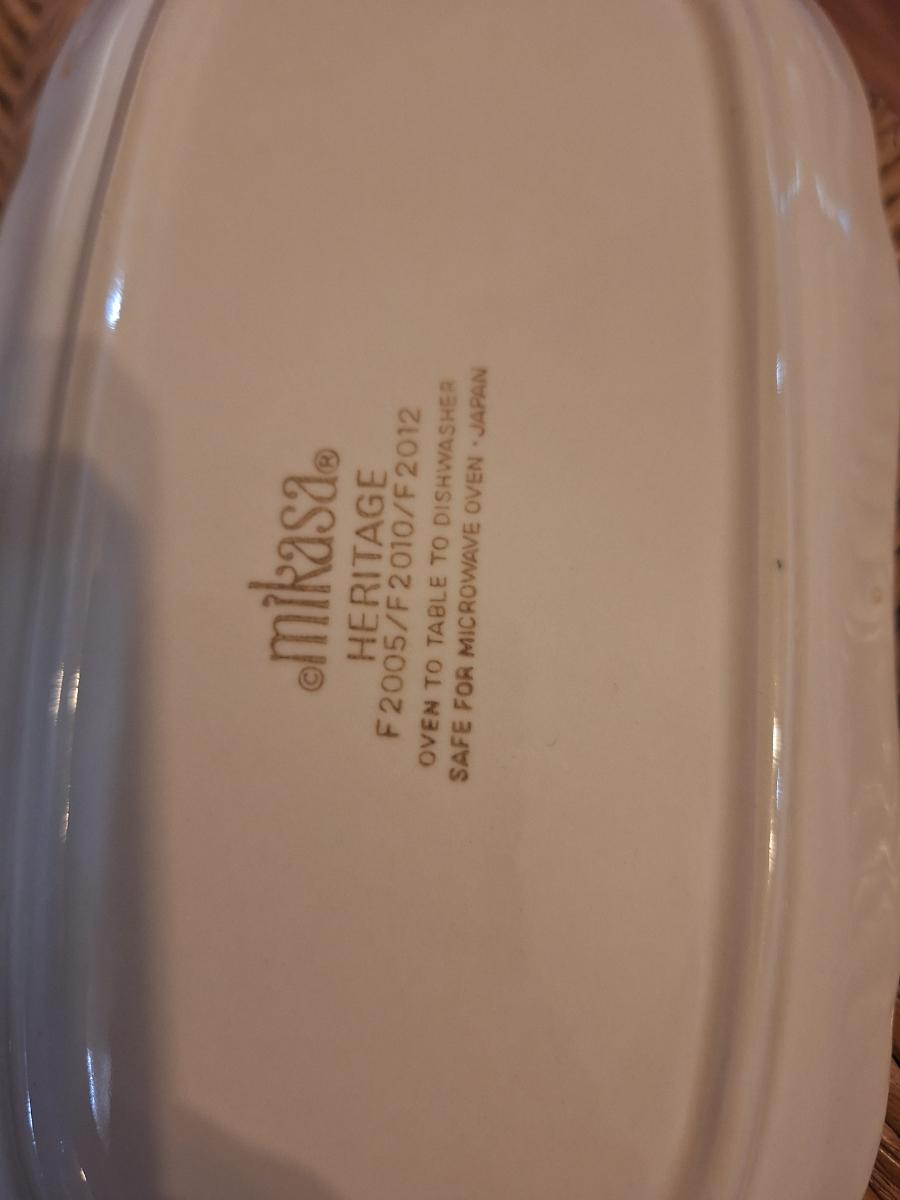 ©mikasa®
HERITAGE
F2005/F2010/F2012
OVEN TO TABLE TO DISHWASHER
SAFE FOR MICROWAVE OVEN · JAPAN